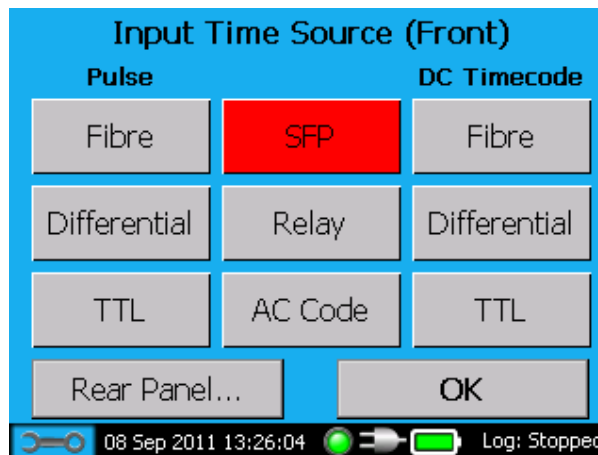 Input Time Source (Front)
Pulse DC Timecode
Fibre SFP Fibre
Differential Relay Differential
TTL AC Code TTL
Rear Panel... OK
08 Sep 2011 13:26:04 Log: Stopped